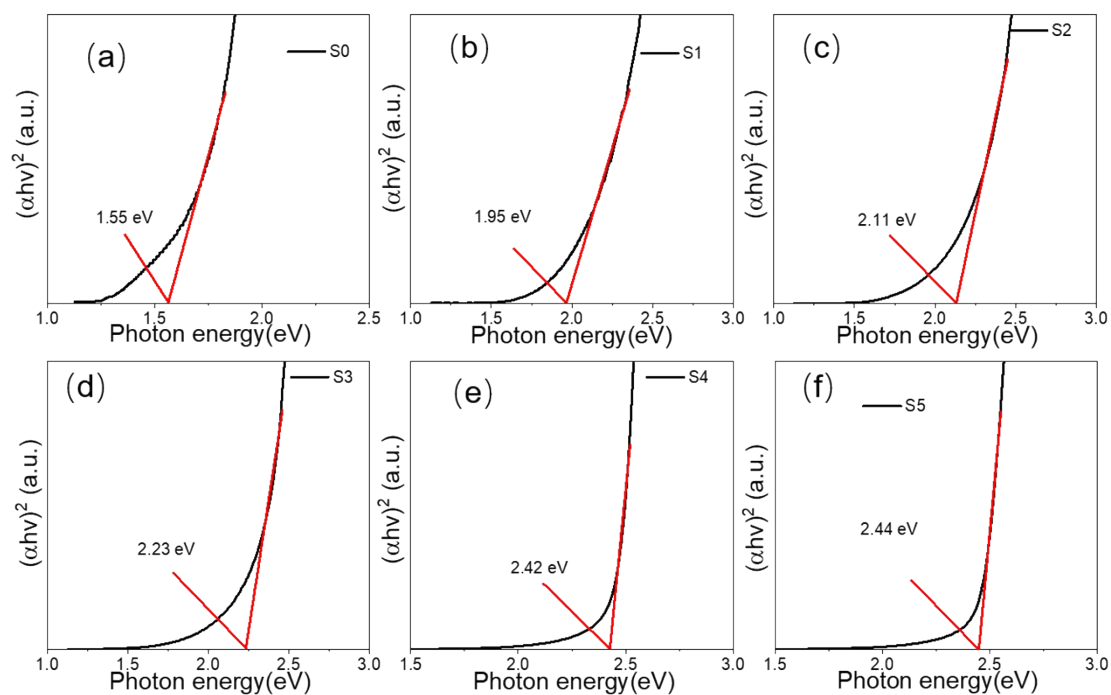 (a)
S0
1.55 eV
(αhv)² (a.u.)
1.0 1.5 2.0 2.5
Photon energy(eV)
(b)
S1
1.95 eV
(αhv)² (a.u.)
1.0 1.5 2.0 2.5 3.0
Photon energy(eV)
(c)
S2
2.11 eV
(αhv)² (a.u.)
1.0 1.5 2.0 2.5 3.0
Photon energy(eV)
(d)
S3
2.23 eV
(αhv)² (a.u.)
1.0 1.5 2.0 2.5 3.0
Photon energy(eV)
(e)
S4
2.42 eV
(αhv)² (a.u.)
1.5 2.0 2.5 3.0
Photon energy(eV)
(f)
S5
2.44 eV
(αhv)² (a.u.)
1.5 2.0 2.5 3.0
Photon energy(eV)